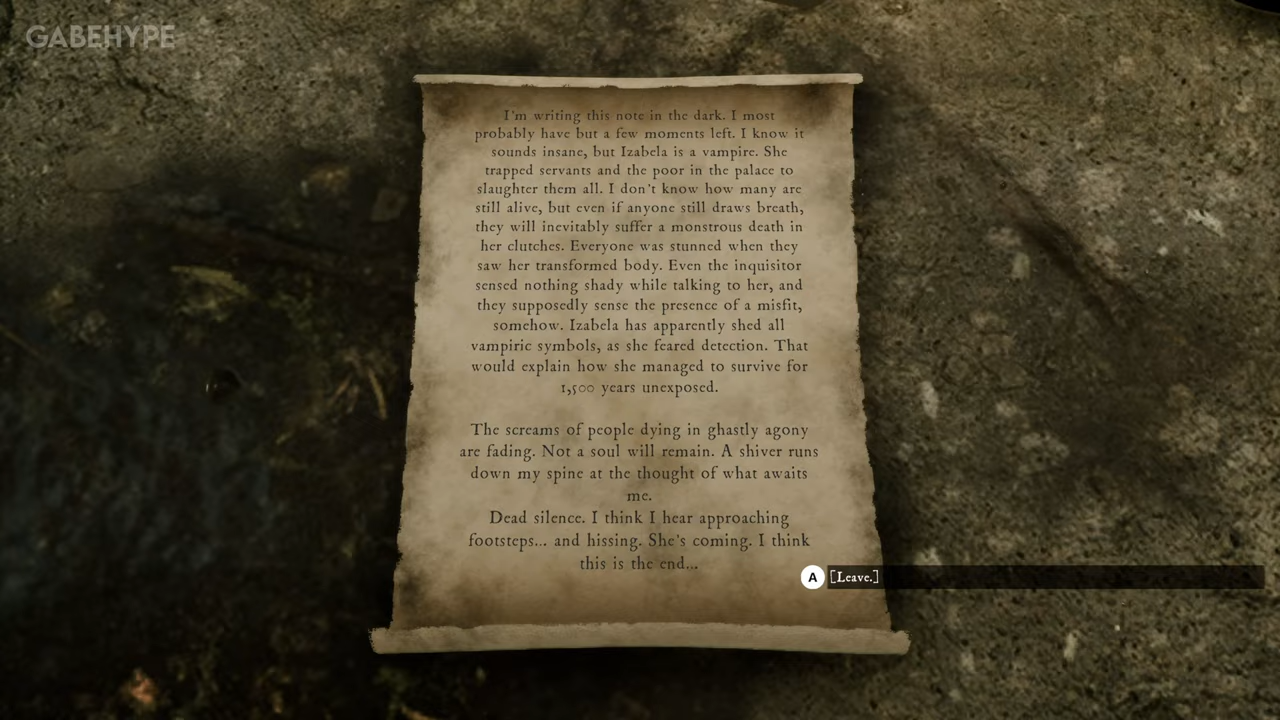 GABEHYPE
I'm writing this note in the dark. I most
probably have but a few moments left. I know it
sounds insane, but Izabela is a vampire. She
trapped servants and the poor in the palace to
slaughter them all. I don't know how many are
still alive, but even if anyone still draws breath,
they will inevitably suffer a monstrous death in
her clutches. Everyone was stunned when they
saw her transformed body. Even the inquisitor
sensed nothing shady while talking to her, and
they supposedly sense the presence of a misfit,
somehow. Izabela has apparently shed all
vampiric symbols, as she feared detection. That
would explain how she managed to survive for
1,500 years unexposed.
The screams of people dying in ghastly agony
are fading. Not a soul will remain. A shiver runs
down my spine at the thought of what awaits
me.
Dead silence. I think I hear approaching
footsteps... and hissing. She's coming. I think
this is the end...
A [Leave.]